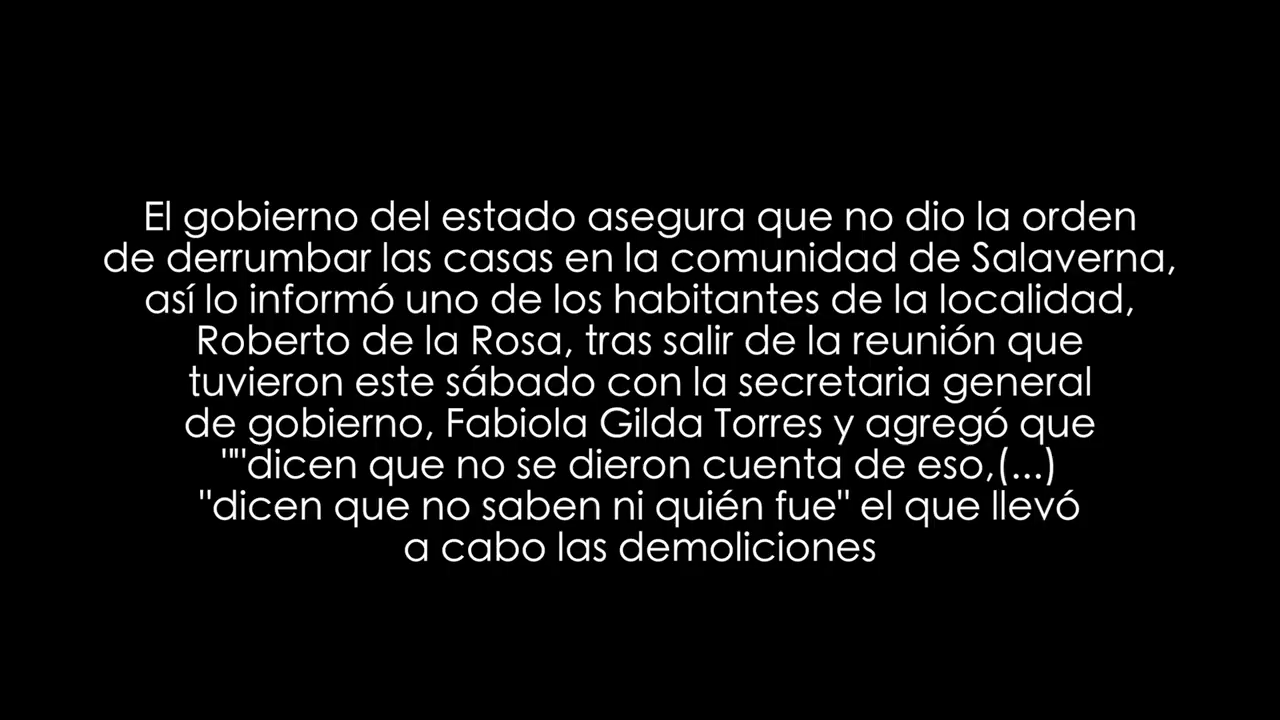 El gobierno del estado asegura que no dio la orden
de derrumbar las casas en la comunidad de Salaverna,
así lo informó uno de los habitantes de la localidad,
Roberto de la Rosa, tras salir de la reunión que
tuvieron este sábado con la secretaria general
de gobierno, Fabiola Gilda Torres y agregó que
""dicen que no se dieron cuenta de eso,(...)
"dicen que no saben ni quién fue" el que llevó
a cabo las demoliciones